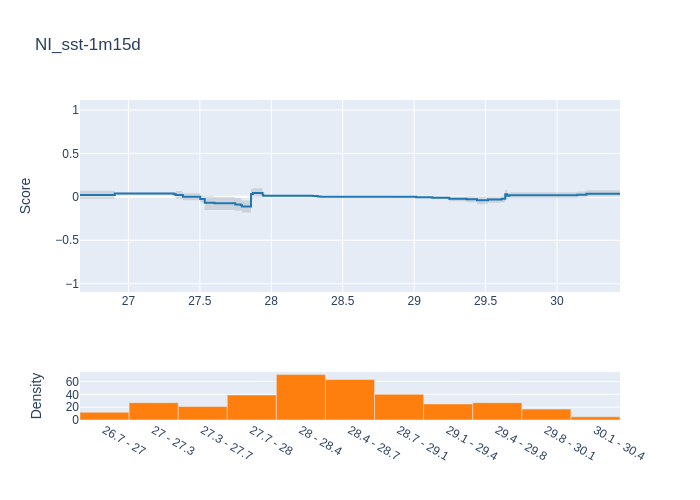 NI_sst-1m15d
Score
1
0.5
0
−0.5
−1
27
27.5
28
28.5
29
29.5
30
Density
60
40
20
0
26.7 - 27
27 - 27.3
27.3 - 27.7
27.7 - 28
28 - 28.4
28.4 - 28.7
28.7 - 29.1
29.1 - 29.4
29.4 - 29.8
29.8 - 30.1
30.1 - 30.4